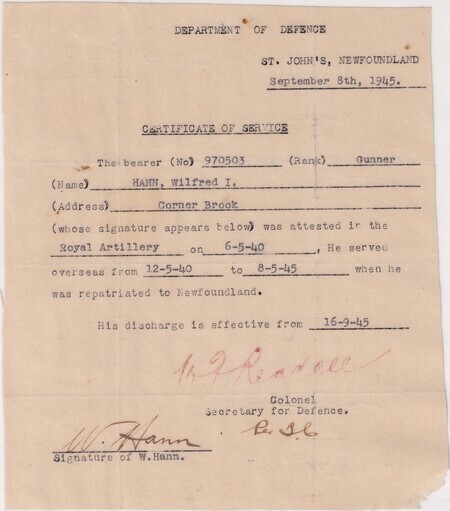 DEPARTMENT OF DEFENCE
ST. JOHN'S, NEWFOUNDLAND
September 8th, 1945.
CERTIFICATE OF SERVICE
The bearer (No) 970503 (Rank) Gunner
(Name) HANN, Wilfred I.
(Address) Corner Brook
(whose signature appears below) was attested in the
Royal Artillery on 6-5-40, He served
overseas from 12-5-40 to 8-5-45 when he
was repatriated to Newfoundland.
His discharge is effective from 16-9-45
Colonel
Secretary for Defence.
W. Hann
Signature of W.Hann.